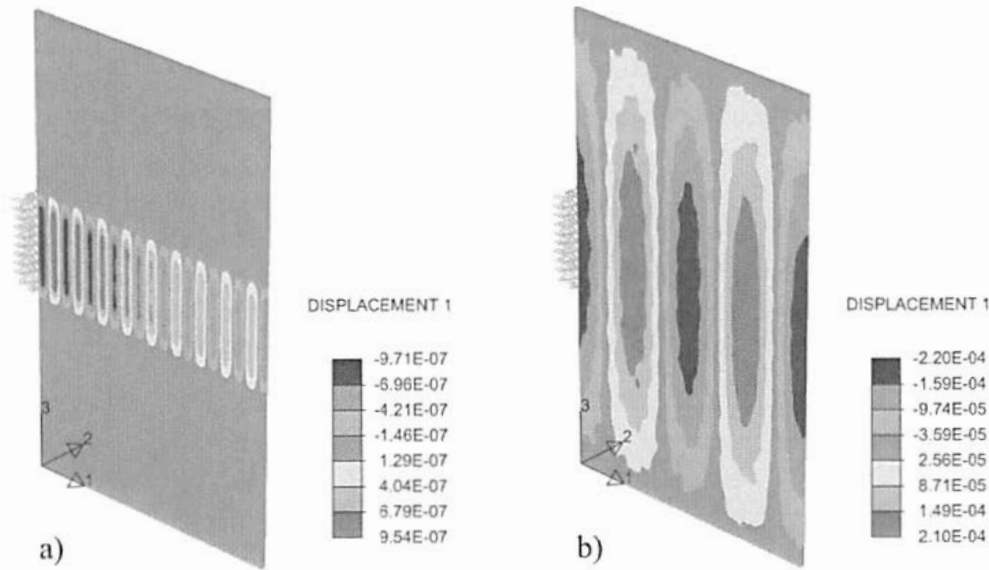 DISPLACEMENT 1
-9.71E-07
-6.96E-07
-4.21E-07
-1.46E-07
1.29E-07
4.04E-07
6.79E-07
9.54E-07
3
2
1
a)
DISPLACEMENT 1
-2.20E-04
-1.59E-04
-9.74E-05
-3.59E-05
2.56E-05
8.71E-05
1.49E-04
2.10E-04
3
2
1
b)